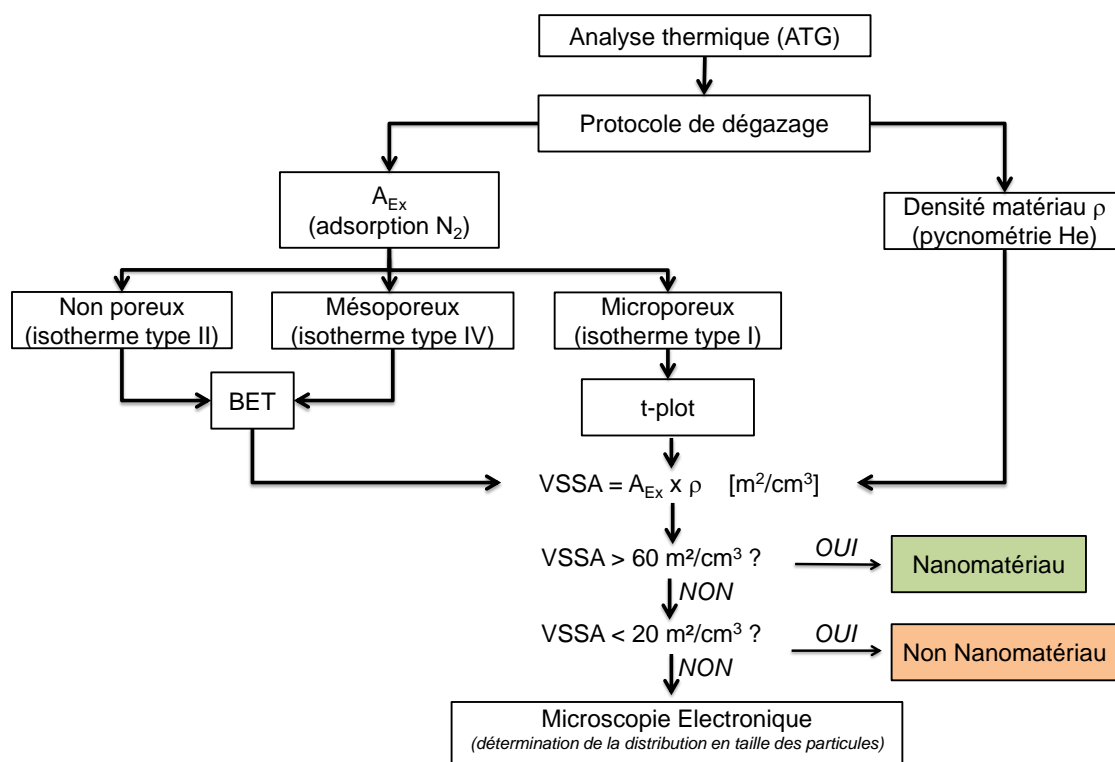 Analyse thermique (ATG)
Protocole de dégazage
A_Ex
(adsorption N₂)
Densité matériau ρ
(pycnométrie He)
Non poreux
(isotherme type II)
Mésoporeux
(isotherme type IV)
Microporeux
(isotherme type I)
BET
t-plot
VSSA = A_Ex x ρ [m²/cm³]
VSSA > 60 m²/cm³ ?
OUI
Nanomatériau
NON
VSSA < 20 m²/cm³ ?
OUI
Non Nanomatériau
NON
Microscopie Electronique
(détermination de la distribution en taille des particules)